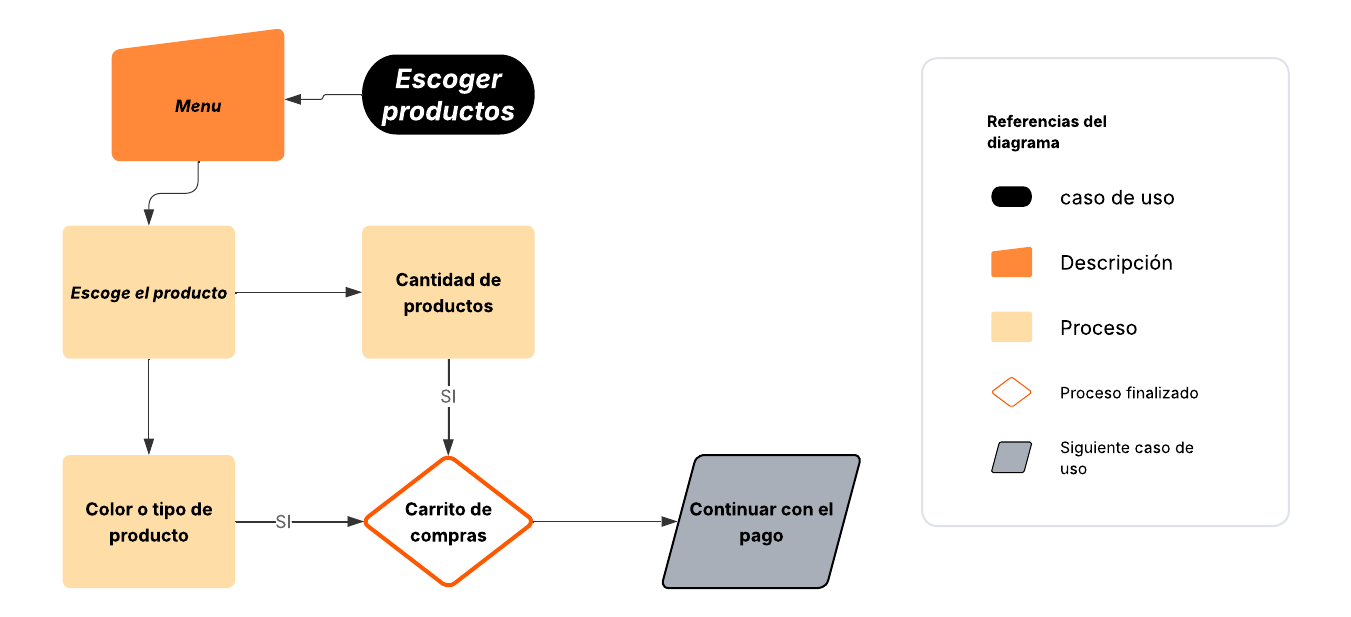 Escoger
productos
Menu
Escoge el producto
Cantidad de
productos
SI
Color o tipo de
producto
SI
Carrito de
compras
Continuar con el
pago
Referencias del
diagrama
caso de uso
Descripción
Proceso
Proceso finalizado
Siguiente caso de
uso